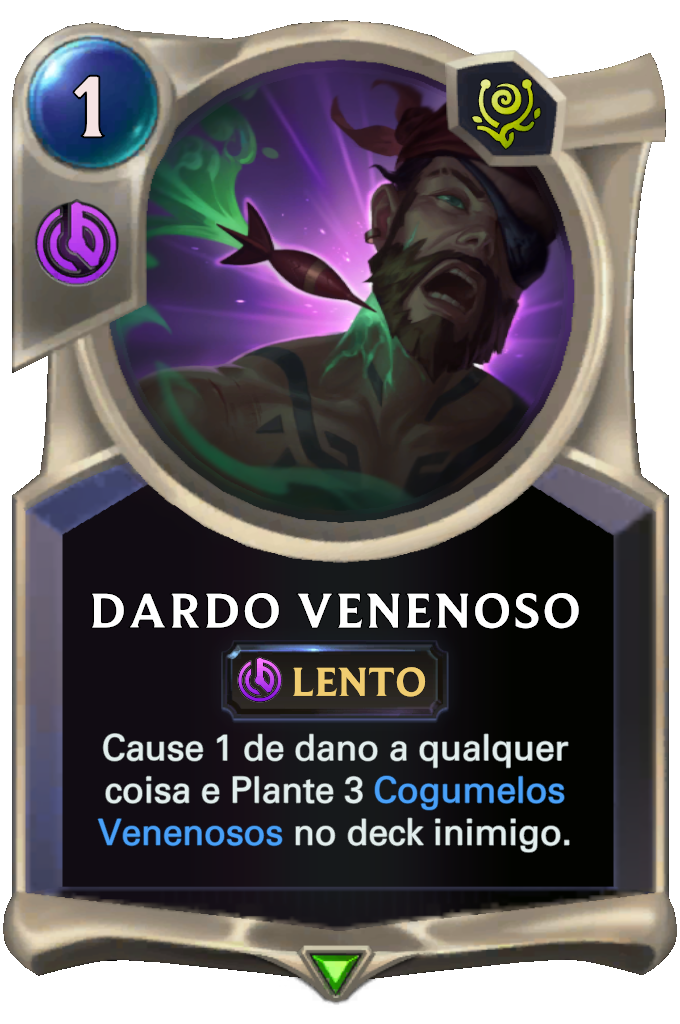 1
DARDO VENENOSO
LENTO
Cause 1 de dano a qualquer
coisa e Plante 3 Cogumelos
Venenosos no deck inimigo.